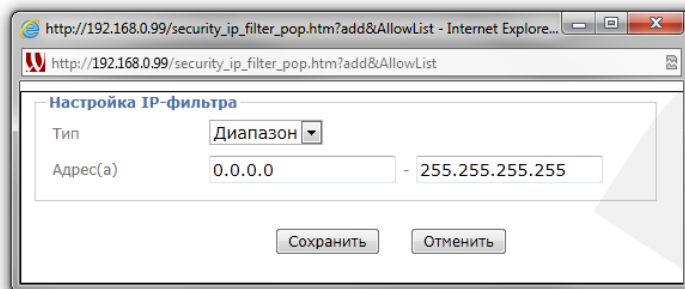 http://192.168.0.99/security_ip_filter_pop.htm?add&AllowList - Internet Explore...
http://192.168.0.99/security_ip_filter_pop.htm?add&AllowList
Настройка IP-фильтра
Тип Диапазон
Адрес(а) 0.0.0.0 - 255.255.255.255
Сохранить Отменить